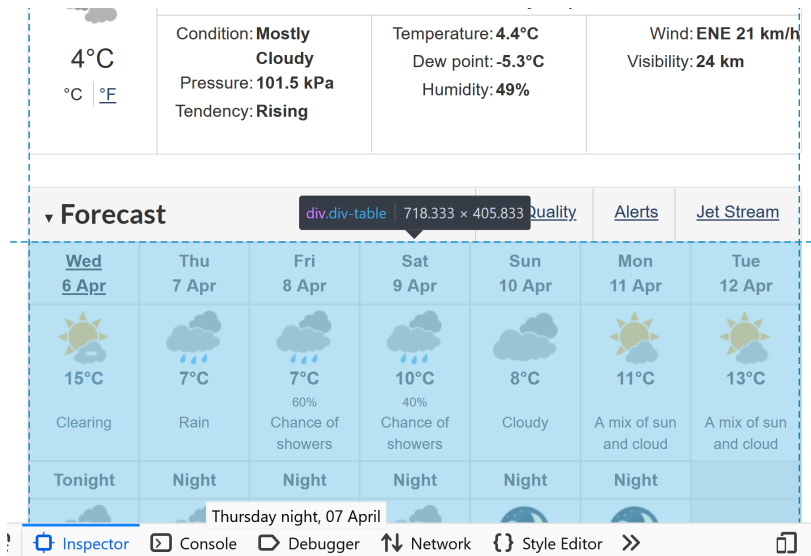 Condition: Mostly Cloudy
Temperature: 4.4°C
Wind: ENE 21 km/h
4°C
Dew point: -5.3°C
Visibility: 24 km
Pressure: 101.5 kPa
Humidity: 49%
°C °F
Tendency: Rising
▾ Forecast
div.div-table 718.333 × 405.833
Quality
Alerts
Jet Stream
Wed Thu Fri Sat Sun Mon Tue
6 Apr 7 Apr 8 Apr 9 Apr 10 Apr 11 Apr 12 Apr
15°C 7°C 7°C 10°C 8°C 11°C 13°C
60% 40%
Clearing Rain Chance of Chance of Cloudy A mix of sun A mix of sun
showers showers and cloud and cloud
Tonight Night Night Night Night Night
Thursday night, 07 April
Inspector Console Debugger Network {} Style Editor